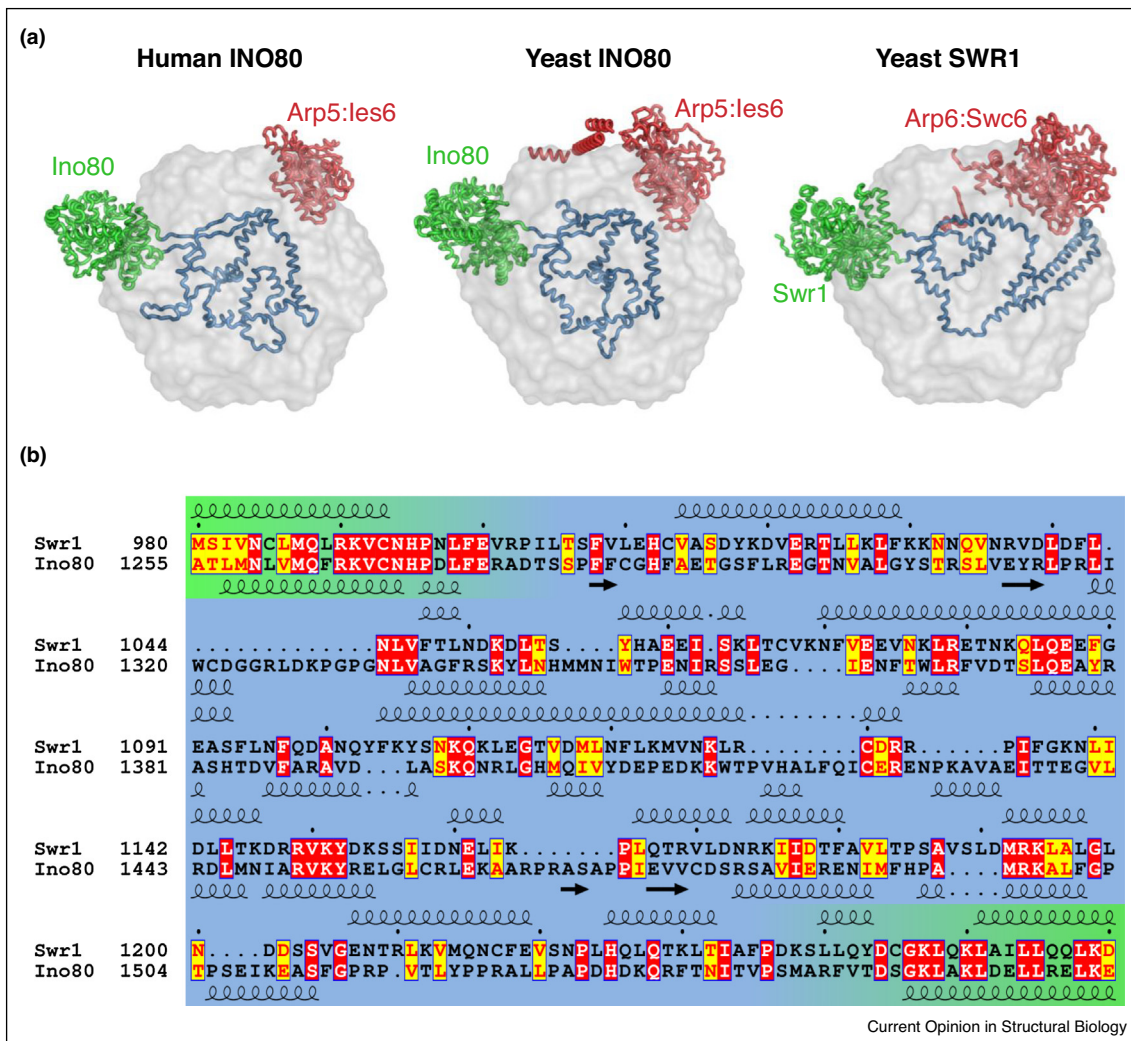 (a)
Human INO80 Yeast INO80 Yeast SWR1
Arp5:Ies6 Arp5:Ies6 Arp6:Swc6
Ino80 Ino80
Swr1
(b)
Swr1 980 MSIVNCLMQLRKVCNHPNLFEVRPILTSFVLEHCVASDYKDVERTLLKLFKKNNQVNRVDLDFL.
Ino80 1255 ATLMNLVMQFRKVCNHPDLFERADTSSPFFCGHFAETGSFLREGTNVALGYSTRSLVEYRLPRLI
Swr1 1044 .............NLVFTLNDKDLTS....YHAEEI.SKLTCVKNFVEEVNKLRETNKQLQEEFG
Ino80 1320 WCDGGRLDKPGPGNLVAGFRSKYLNHMMNIWTPENIRSSLEG....IENFTWLRFVDTSLQEAYR
Swr1 1091 EASFLNFQDANQYFKYSNKQKLEGTVDMLNFLKMVNKLR........CDRR......PIFGKNLI
Ino80 1381 ASHTDVFARAVD...LASKQNRLGHMQIVYDEPEDKKWTPVHALFQICERENPKAVAEITTEGVL
Swr1 1142 DLLTKDRRVKYDKSSIIDNELIK.......PLQTRVLDNRKIIDTFAVLTPSAVSLDMRKLALGL
Ino80 1443 RDLMNIARVKYRELGLCRLEKAARPRASAPPIEVVCDSRSAVIERENIMFHPA....MRKALFGP
Swr1 1200 N....DDSSVGENTRLKVMQNCFEVSNPLHQLQTKLTIAFPDKSLLQYDCGKLQKLAILLQQLKD
Ino80 1504 TPSEIKEASFGPRP.VTLYPPRALLPAPDHDKQRFTNITVPSMARFVTDSGKLAKLDELLRELKE
Current Opinion in Structural Biology